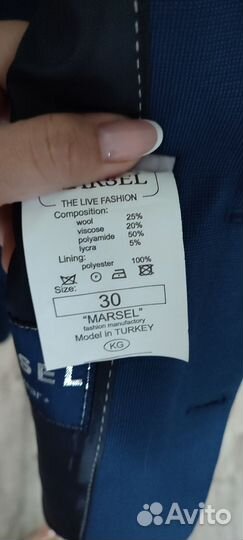 MARSEL
THE LIVE FASHION
Composition:
wool 25%
viscose 20%
polyamide 50%
lycra 5%
Lining:
polyester 100%
Size:
30
"MARSEL"
fashion manufactory
Model in TURKEY
KG
SEL
Avito